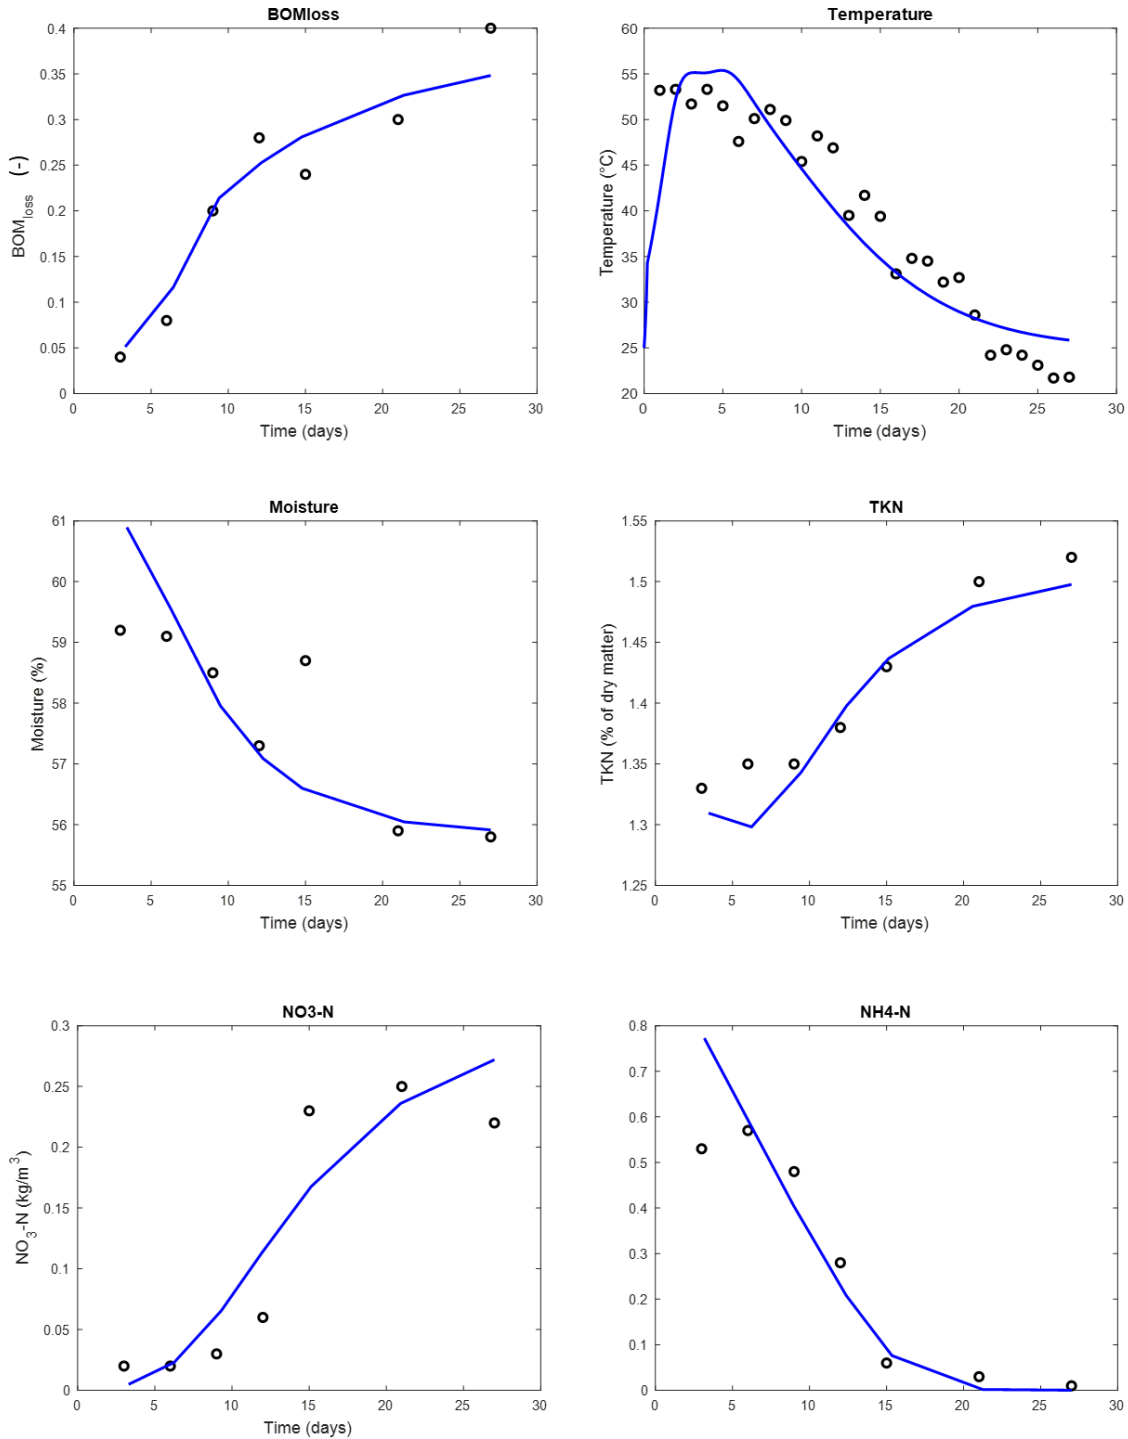 BOMloss
0.4
0.35
0.3
0.25
0.2
0.15
0.1
0.05
0
BOMloss (-)
0 5 10 15 20 25 30
Time (days)
Temperature
60
55
50
45
40
35
30
25
20
Temperature (°C)
0 5 10 15 20 25 30
Time (days)
Moisture
61
60
59
58
57
56
55
Moisture (%)
0 5 10 15 20 25 30
Time (days)
TKN
1.55
1.5
1.45
1.4
1.35
1.3
1.25
TKN (% of dry matter)
0 5 10 15 20 25 30
Time (days)
NO3-N
0.3
0.25
0.2
0.15
0.1
0.05
0
NO3-N (kg/m3)
0 5 10 15 20 25 30
Time (days)
NH4-N
0.8
0.7
0.6
0.5
0.4
0.3
0.2
0.1
0
0 5 10 15 20 25 30